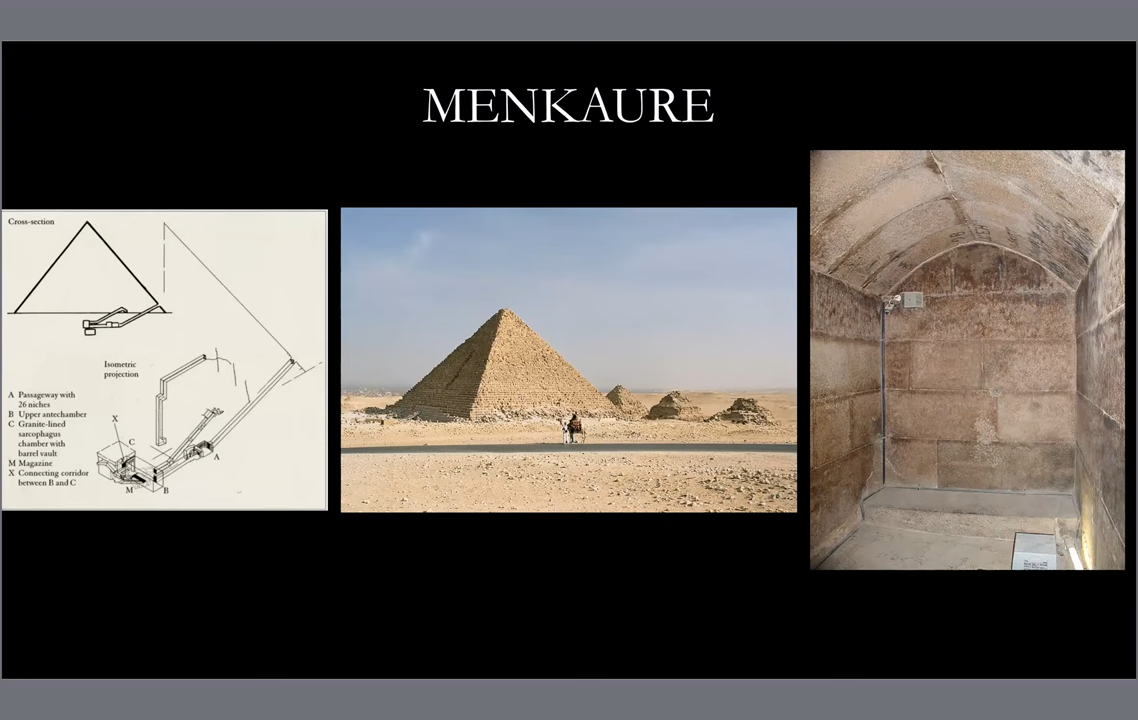 MENKAURE
Cross-section
Isometric
projection
A Passageway with
26 niches
B Upper antechamber
C Granite-lined
sarcophagus
chamber with
barrel vault
M Magazine
X Connecting corridor
between B and C
X
C
A
M
B